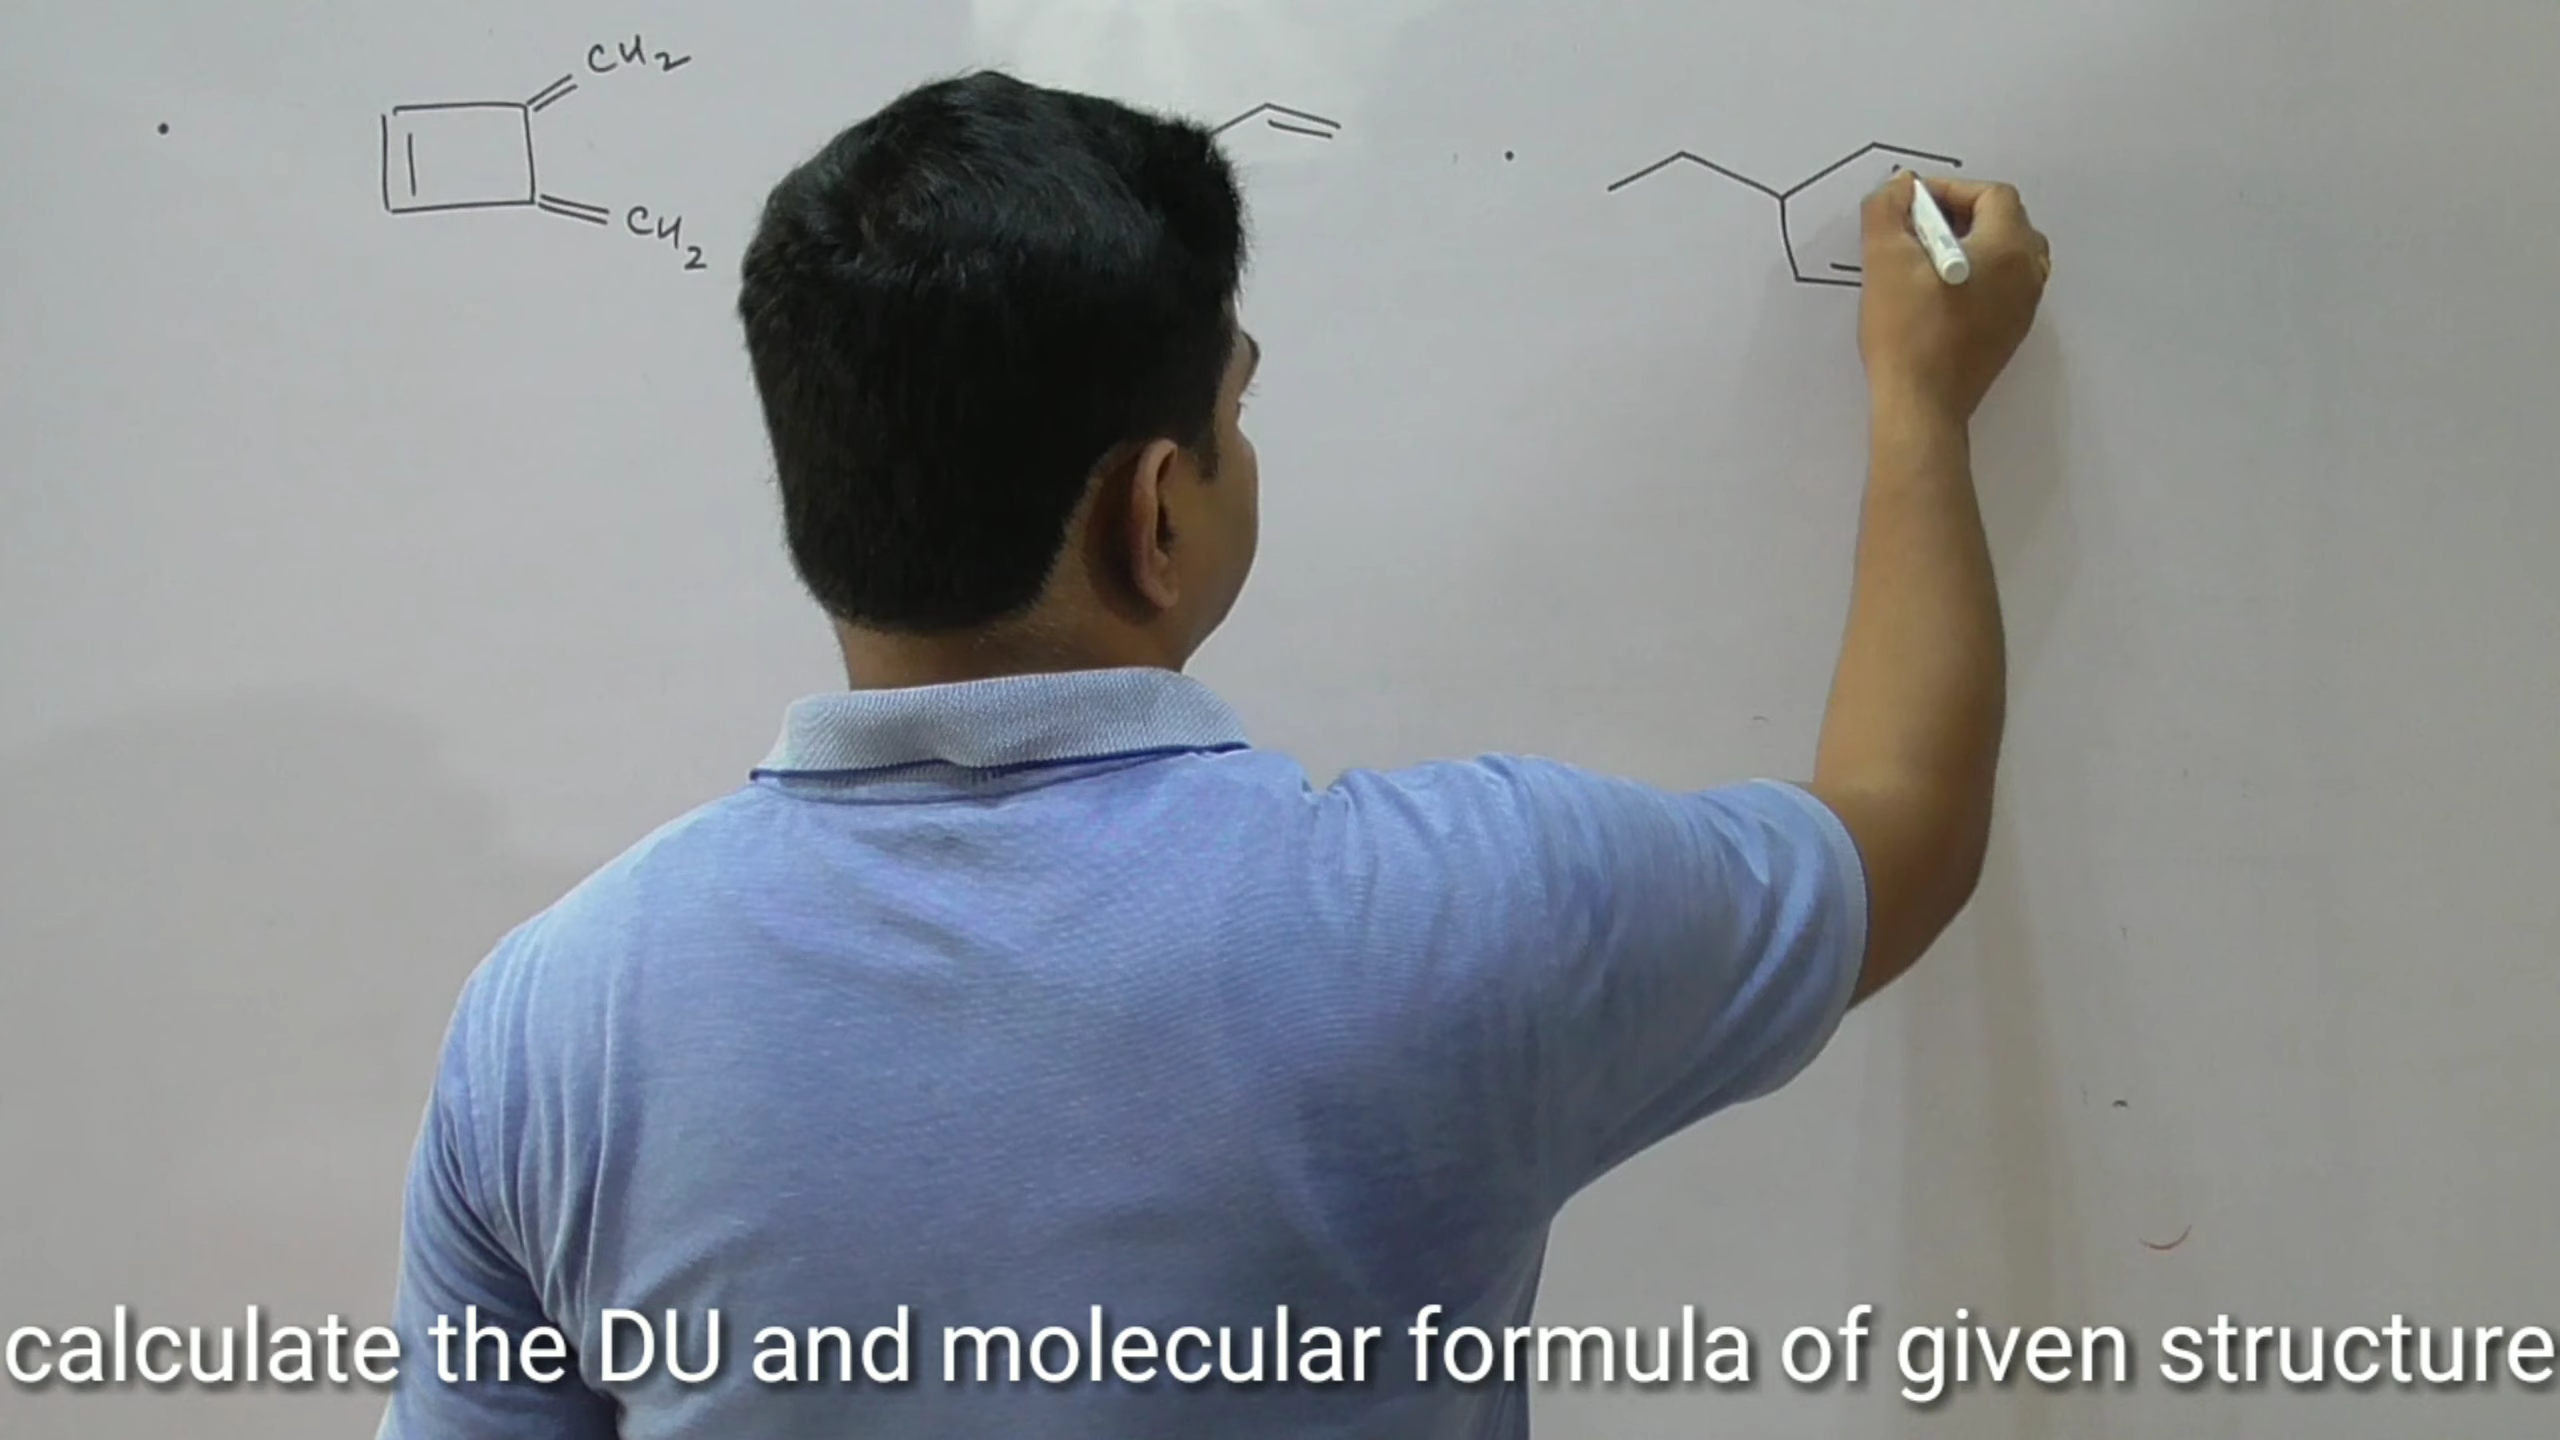 CH2
CH2
calculate the DU and molecular formula of given structure